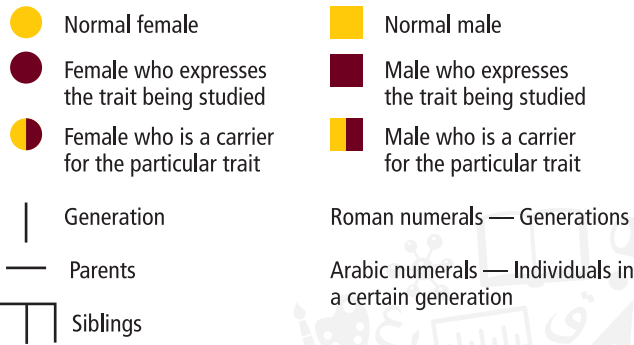 Normal female
Normal male
Female who expresses
the trait being studied
Male who expresses
the trait being studied
Female who is a carrier
for the particular trait
Male who is a carrier
for the particular trait
Generation
Roman numerals — Generations
Parents
Arabic numerals — Individuals in
a certain generation
Siblings